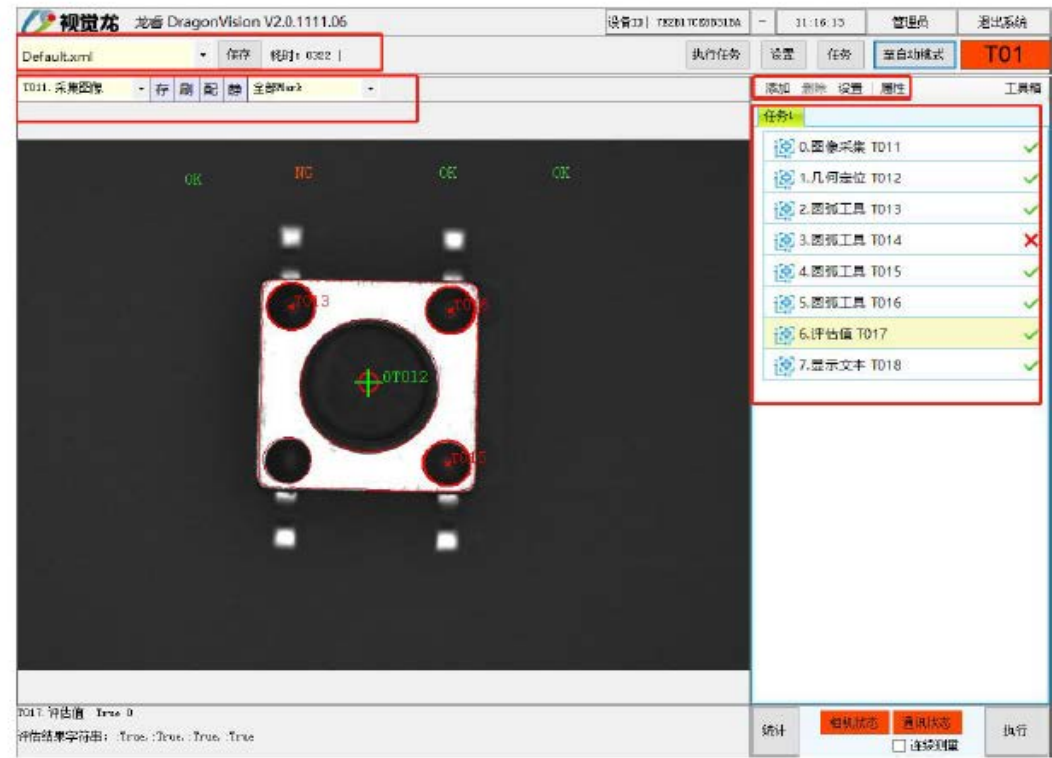 视觉龙 龙睿 DragonVision V2.0.1111.06
11:16:13 管理员 退出系统
Default.xml 保存 耗时: 0322 |
执行任务 设置 任务 至自动模式 T01
T011.采集图像 存 刷 配 静 全部Mark
添加 删除 设置 属性 工具箱
任务1
OK NG OK OK
0.图像采集 T011
1.几何定位 T012
2.圆弧工具 T013
3.圆弧工具 T014
4.圆弧工具 T015
5.圆弧工具 T016
6.评估值 T017
7.显示文本 T018
T013
0T012
T015
T017.评估值 True 0
评估结果字符串: :True,:True,:True,:True
统计 相机状态 通讯状态 执行
连续测量